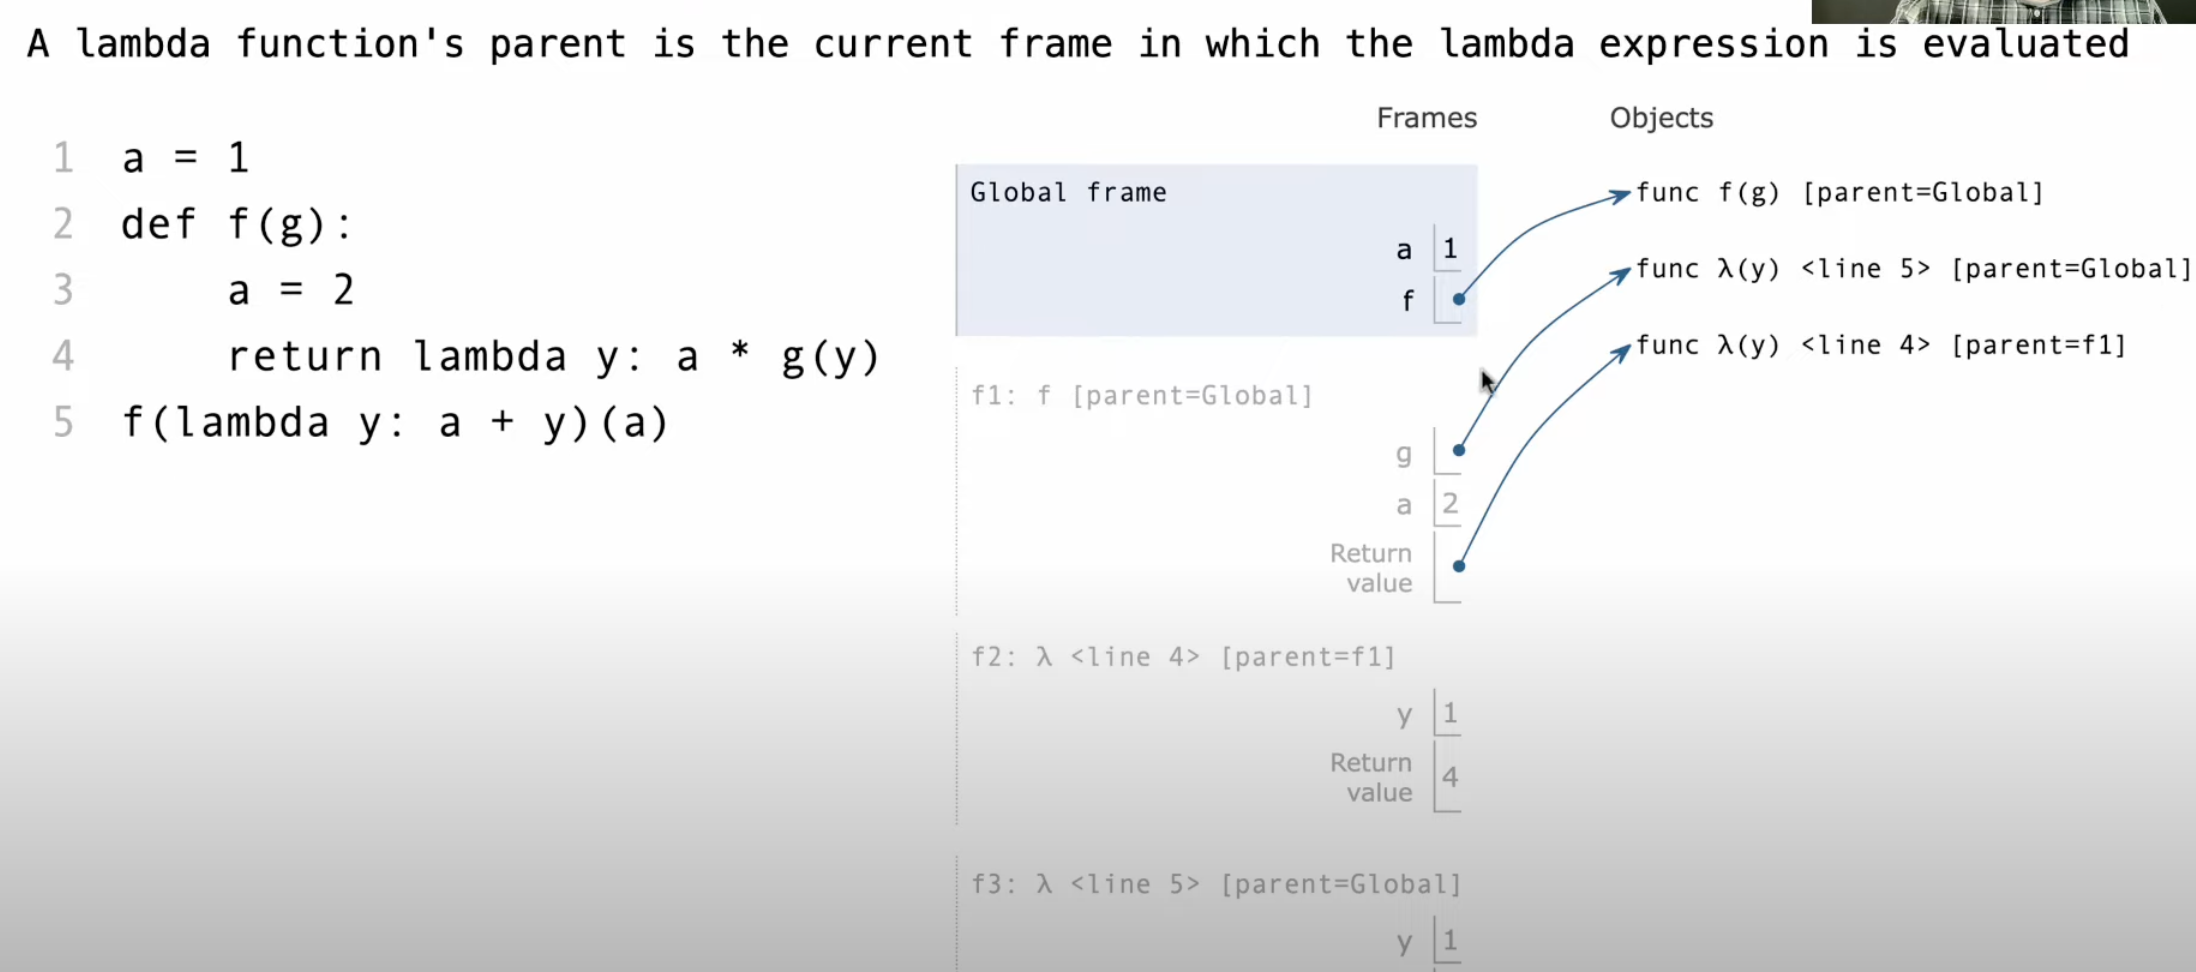 A lambda function's parent is the current frame in which the lambda expression is evaluated
1 a = 1
2 def f(g):
3     a = 2
4     return lambda y: a * g(y)
5 f(lambda y: a + y)(a)
Frames Objects
Global frame
a 1
f
func f(g) [parent=Global]
func λ(y) <line 5> [parent=Global]
func λ(y) <line 4> [parent=f1]
f1: f [parent=Global]
g
a 2
Return
value
f2: λ <line 4> [parent=f1]
y 1
Return
value 4
f3: λ <line 5> [parent=Global]
y 1